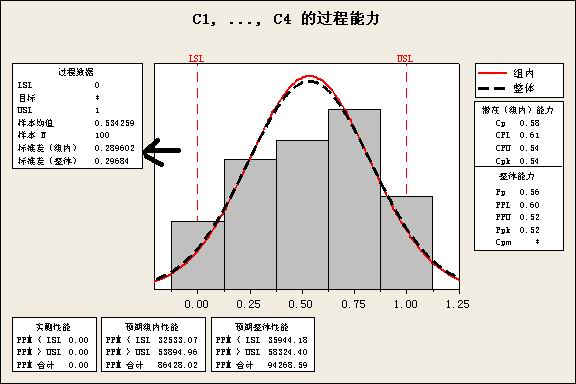 C1, ..., C4 的过程能力
过程数据
LSL 0
目标 *
USL 1
样本均值 0.534259
样本 N 100
标准差（组内） 0.289602
标准差（整体） 0.29684
LSL
USL
组内
整体
潜在（组内）能力
Cp 0.58
CPL 0.61
CPU 0.54
Cpk 0.54
整体能力
Pp 0.56
PPL 0.60
PPU 0.52
Ppk 0.52
Cpm *
0.00 0.25 0.50 0.75 1.00 1.25
实测性能
PPM < LSL 0.00
PPM > USL 0.00
PPM 合计 0.00
预期组内性能
PPM < LSL 32533.07
PPM > USL 53894.96
PPM 合计 86428.02
预期整体性能
PPM < LSL 35944.18
PPM > USL 58324.40
PPM 合计 94268.59